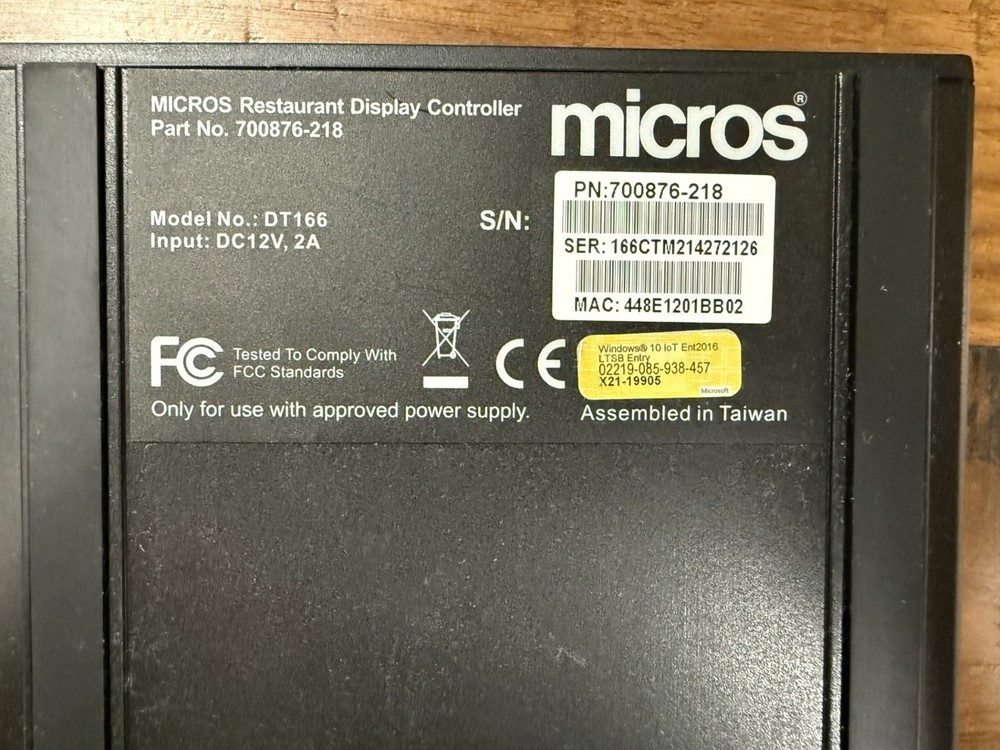 MICROS Restaurant Display Controller
Part No. 700876-218
micros®
Model No.: DT166
Input: DC12V, 2A
S/N:
PN:700876-218
SER: 166CTM214272126
MAC: 448E1201BB02
FC Tested To Comply With
FCC Standards
CE
Windows® 10 IoT Ent2016
LTSB Entry
02219-085-938-457
X21-19905
Microsoft
Only for use with approved power supply.
Assembled in Taiwan